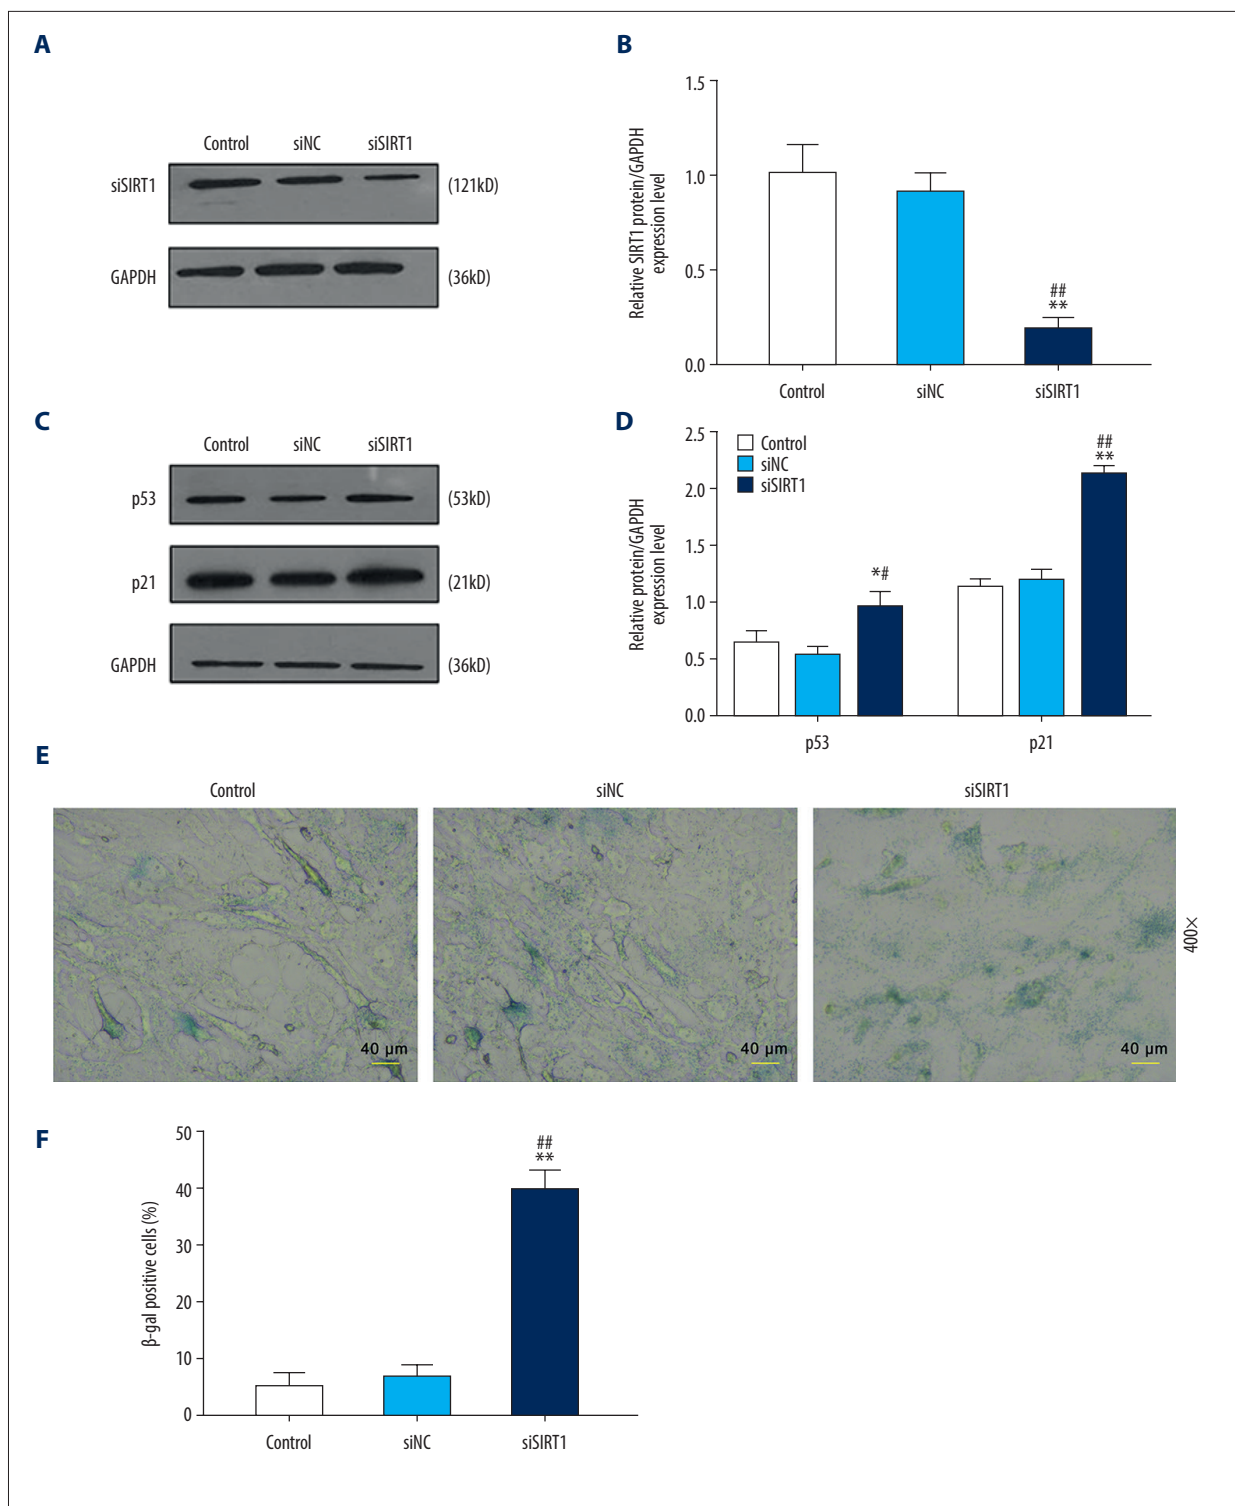 A
Control siNC siSIRT1
siSIRT1 (121kD)
GAPDH (36kD)
B
Relative SIRT1 protein/GAPDH
expression level
1.5
1.0
0.5
0.0
##
**
Control siNC siSIRT1
C
Control siNC siSIRT1
p53 (53kD)
p21 (21kD)
GAPDH (36kD)
D
Relative protein/GAPDH
expression level
2.5
2.0
1.5
1.0
0.5
0.0
Control
siNC
siSIRT1
*#
##
**
p53 p21
E
Control siNC siSIRT1
40 µm 40 µm 40 µm
400×
F
β-gal positive cells (%)
50
40
30
20
10
0
##
**
Control siNC siSIRT1